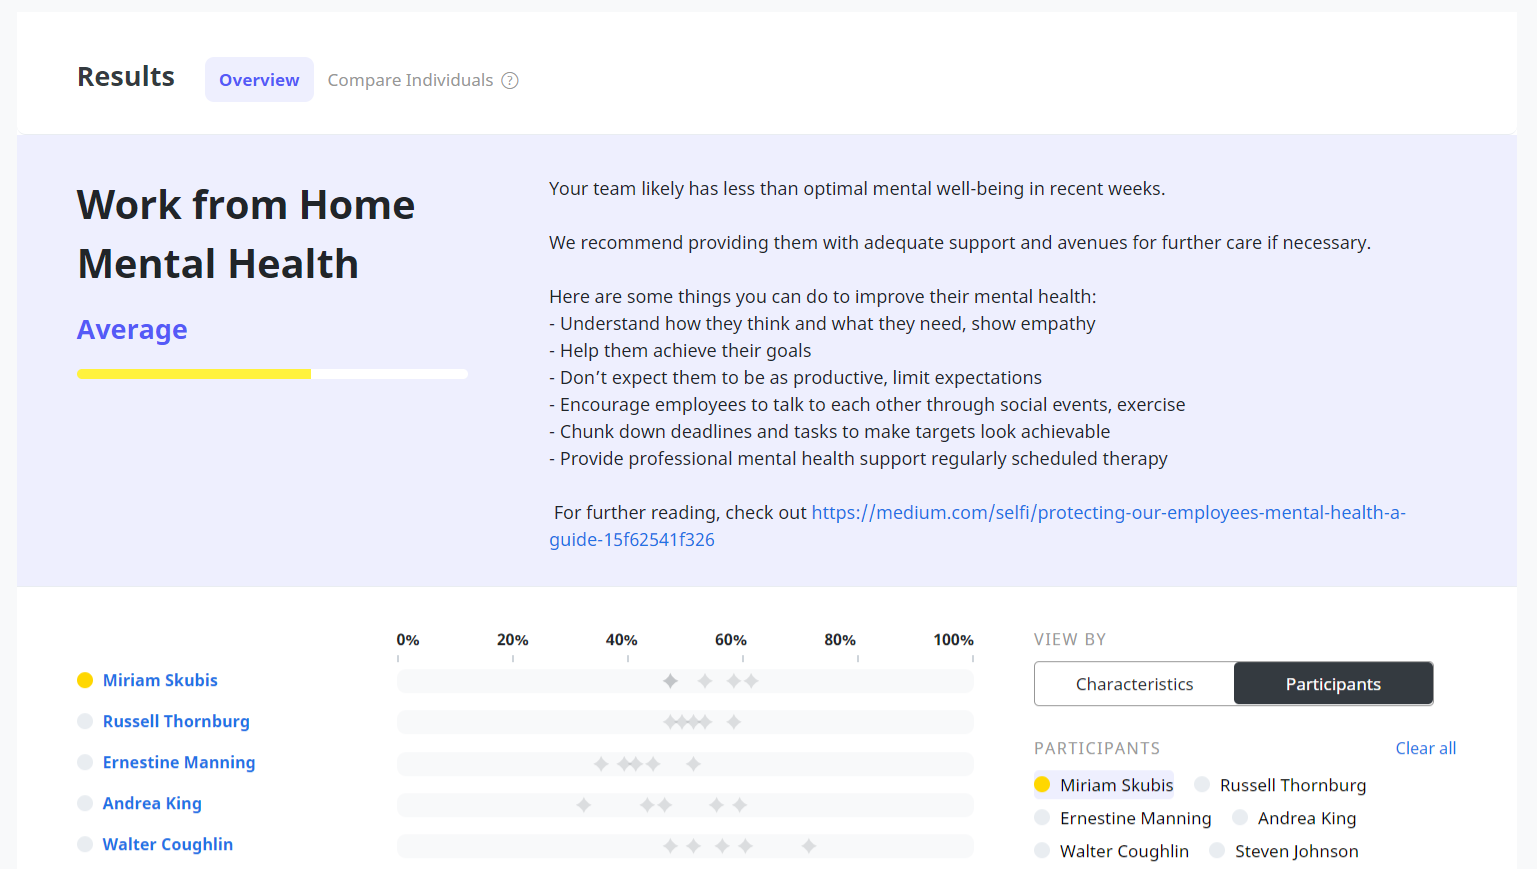 Results Overview Compare Individuals ?
Work from Home
Mental Health
Average
Your team likely has less than optimal mental well-being in recent weeks.
We recommend providing them with adequate support and avenues for further care if necessary.
Here are some things you can do to improve their mental health:
- Understand how they think and what they need, show empathy
- Help them achieve their goals
- Don’t expect them to be as productive, limit expectations
- Encourage employees to talk to each other through social events, exercise
- Chunk down deadlines and tasks to make targets look achievable
- Provide professional mental health support regularly scheduled therapy
For further reading, check out https://medium.com/selfi/protecting-our-employees-mental-health-a-
guide-15f62541f326
0% 20% 40% 60% 80% 100%
Miriam Skubis
Russell Thornburg
Ernestine Manning
Andrea King
Walter Coughlin
VIEW BY
Characteristics Participants
PARTICIPANTS Clear all
Miriam Skubis Russell Thornburg
Ernestine Manning Andrea King
Walter Coughlin Steven Johnson